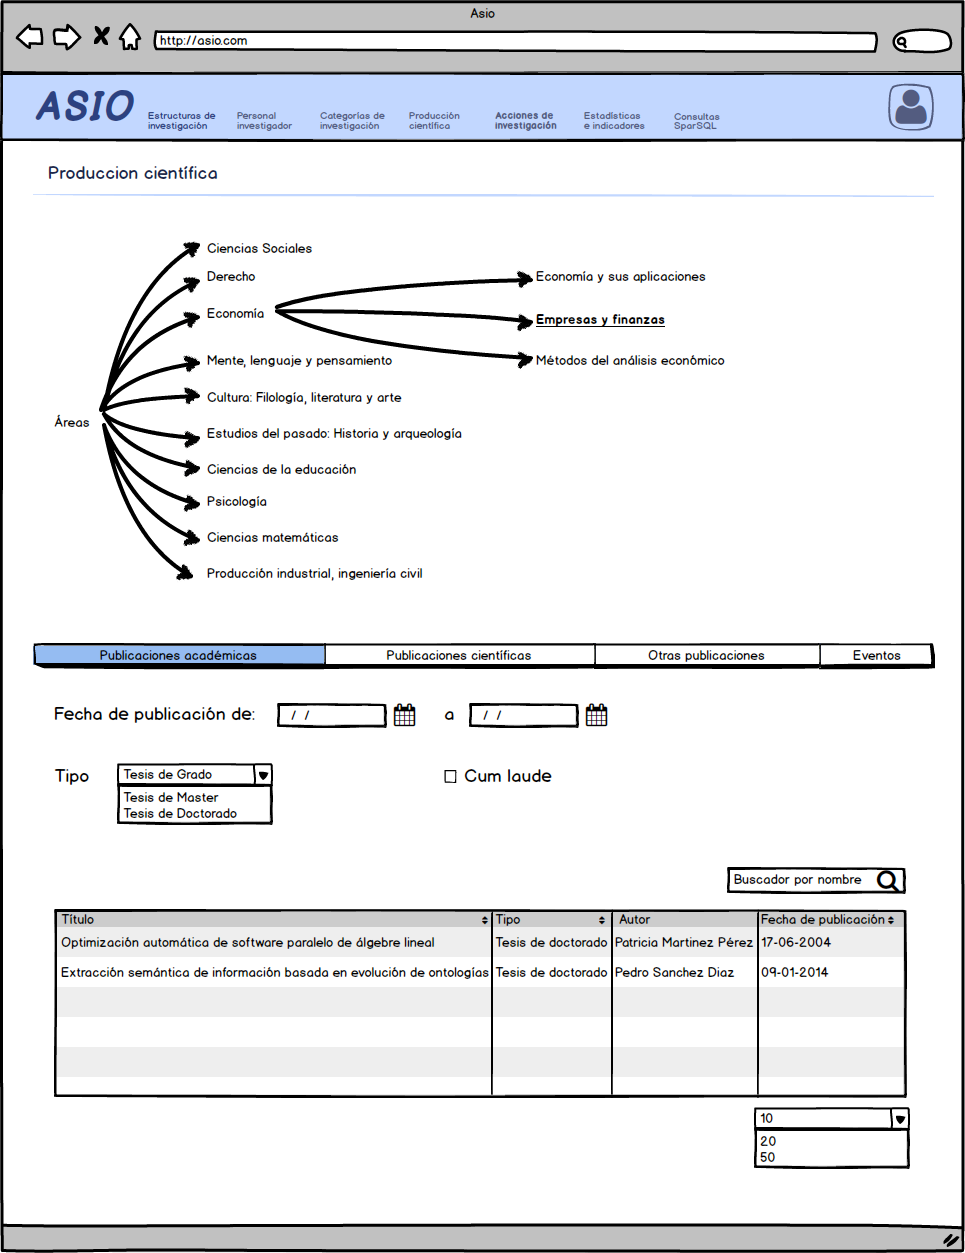 Asio
http://asio.com
ASIO
Estructuras de
investigación
Personal
investigador
Categorías de
investigación
Producción
científica
Acciones de
investigación
Estadísticas
e indicadores
Consultas
SparSQL
Produccion científica
Ciencias Sociales
Derecho
Economía y sus aplicaciones
Economía
Empresas y finanzas
Mente, lenguaje y pensamiento
Métodos del análisis económico
Cultura: Filología, literatura y arte
Áreas
Estudios del pasado: Historia y arqueología
Ciencias de la educación
Psicología
Ciencias matemáticas
Producción industrial, ingeniería civil
Publicaciones académicas Publicaciones científicas Otras publicaciones Eventos
Fecha de publicación de: / / a / /
Tipo Tesis de Grado Cum laude
Tesis de Master
Tesis de Doctorado
Buscador por nombre
Título Tipo Autor Fecha de publicación
Optimización automática de software paralelo de álgebre lineal Tesis de doctorado Patricia Martinez Pérez 17-06-2004
Extracción semántica de información basada en evolución de ontologías Tesis de doctorado Pedro Sanchez Diaz 09-01-2014
10
20
50